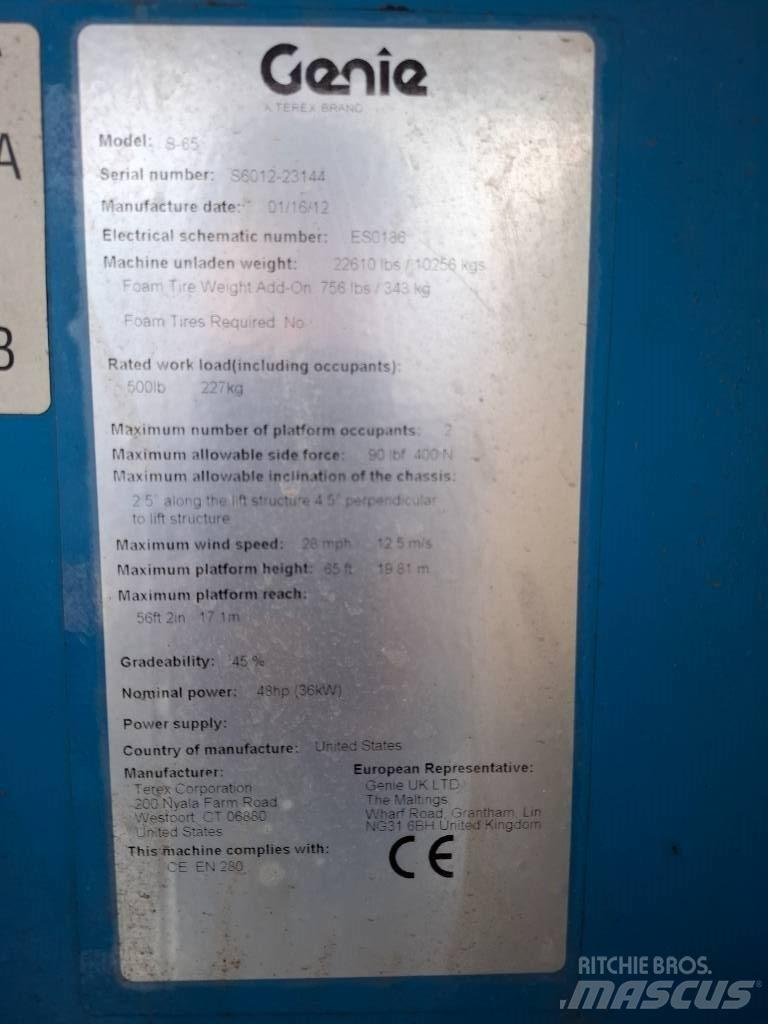 A
B
Genie
A TEREX BRAND
Model: S-65
Serial number: S6012-23144
Manufacture date: 01/16/12
Electrical schematic number: ES0186
Machine unladen weight: 22610 lbs / 10256 kgs
Foam Tire Weight Add-On 756 lbs / 343 kg
Foam Tires Required No
Rated work load(including occupants):
500lb 227kg
Maximum number of platform occupants: 2
Maximum allowable side force: 90 lbf 400 N
Maximum allowable inclination of the chassis:
2.5° along the lift structure 4.5° perpendicular
to lift structure
Maximum wind speed: 28 mph 12.5 m/s
Maximum platform height: 65 ft 19.81 m
Maximum platform reach:
56ft 2in 17.1m
Gradeability: 45 %
Nominal power: 48hp (36kW)
Power supply:
Country of manufacture: United States
Manufacturer:
Terex Corporation
200 Nyala Farm Road
Westport CT 06880
United States
European Representative:
Genie UK LTD
The Maltings
Wharf Road, Grantham, Lin
NG31 6BH United Kingdom
This machine complies with:
CE EN 280
CE
RITCHIE BROS.
MASCUS